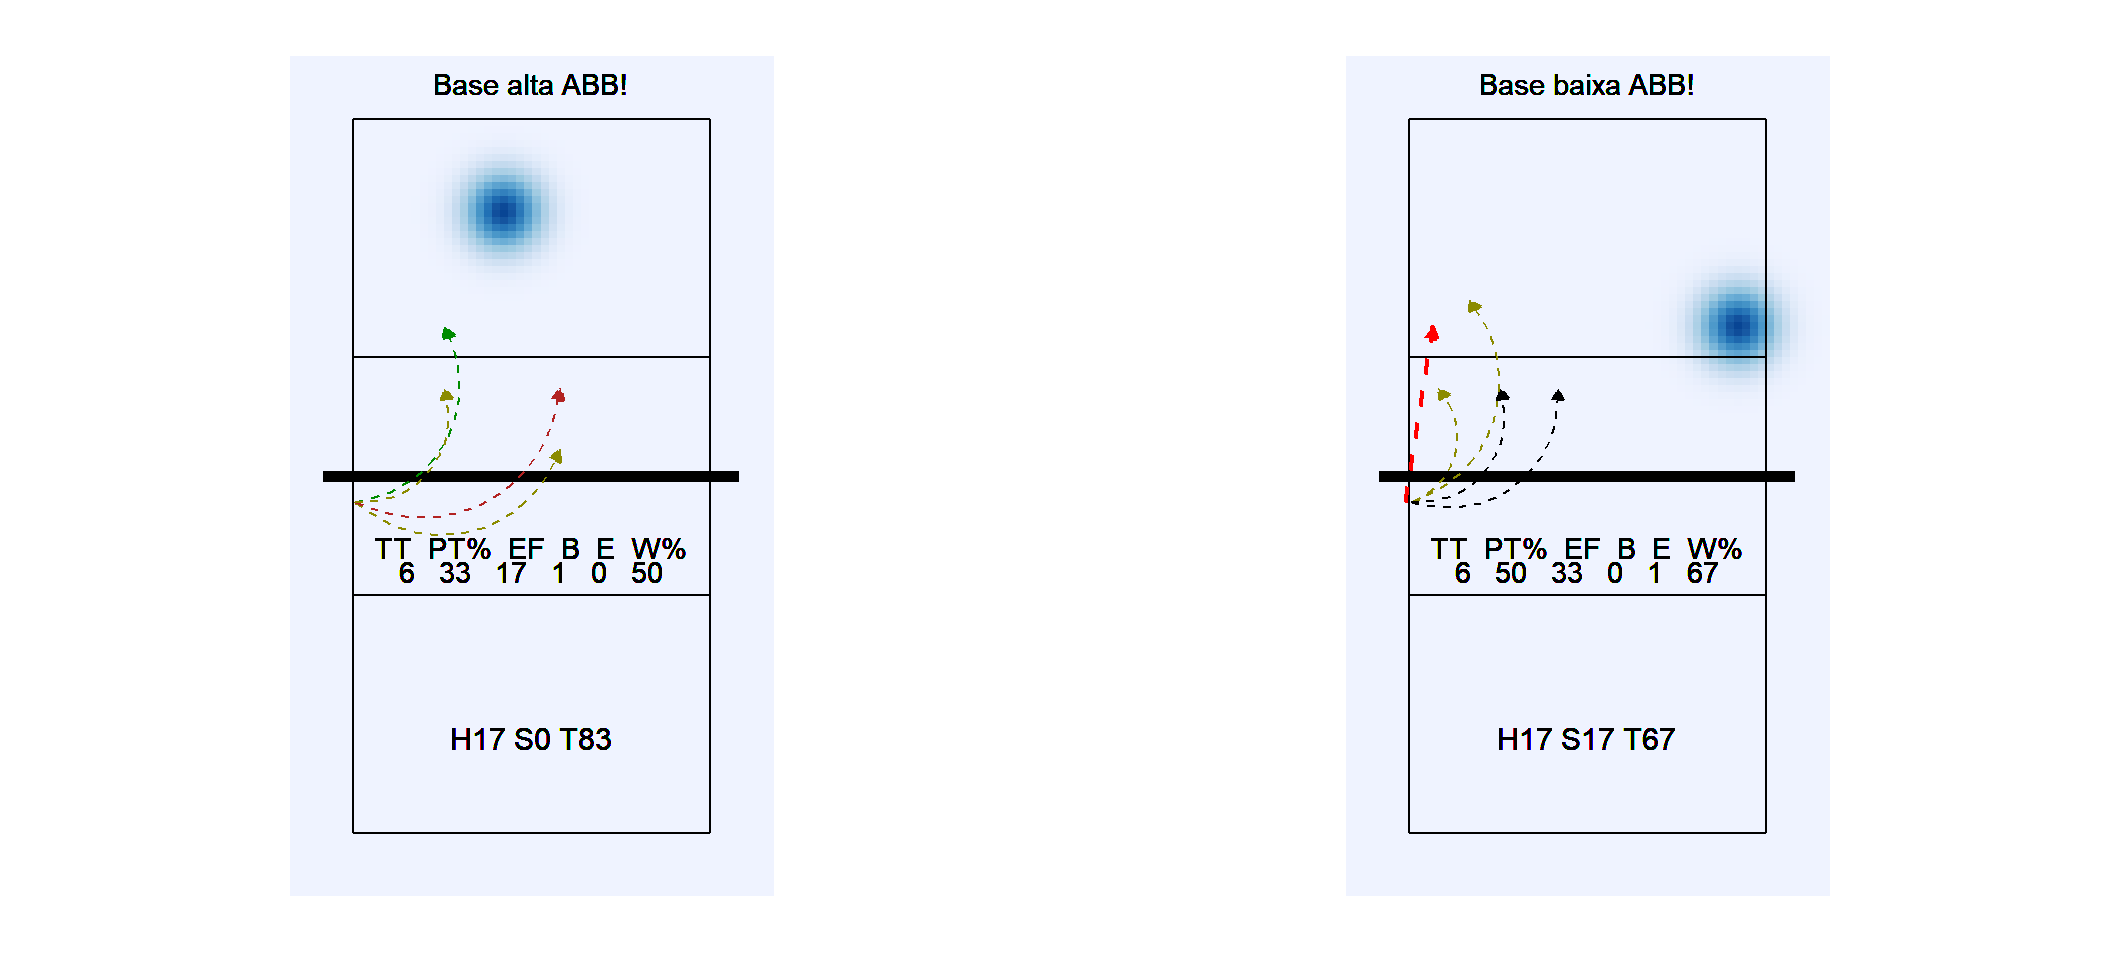 Base alta ABB!
TT PT% EF B E W%
6 33 17 1 0 50
H17 S0 T83
Base baixa ABB!
TT PT% EF B E W%
6 50 33 0 1 67
H17 S17 T67